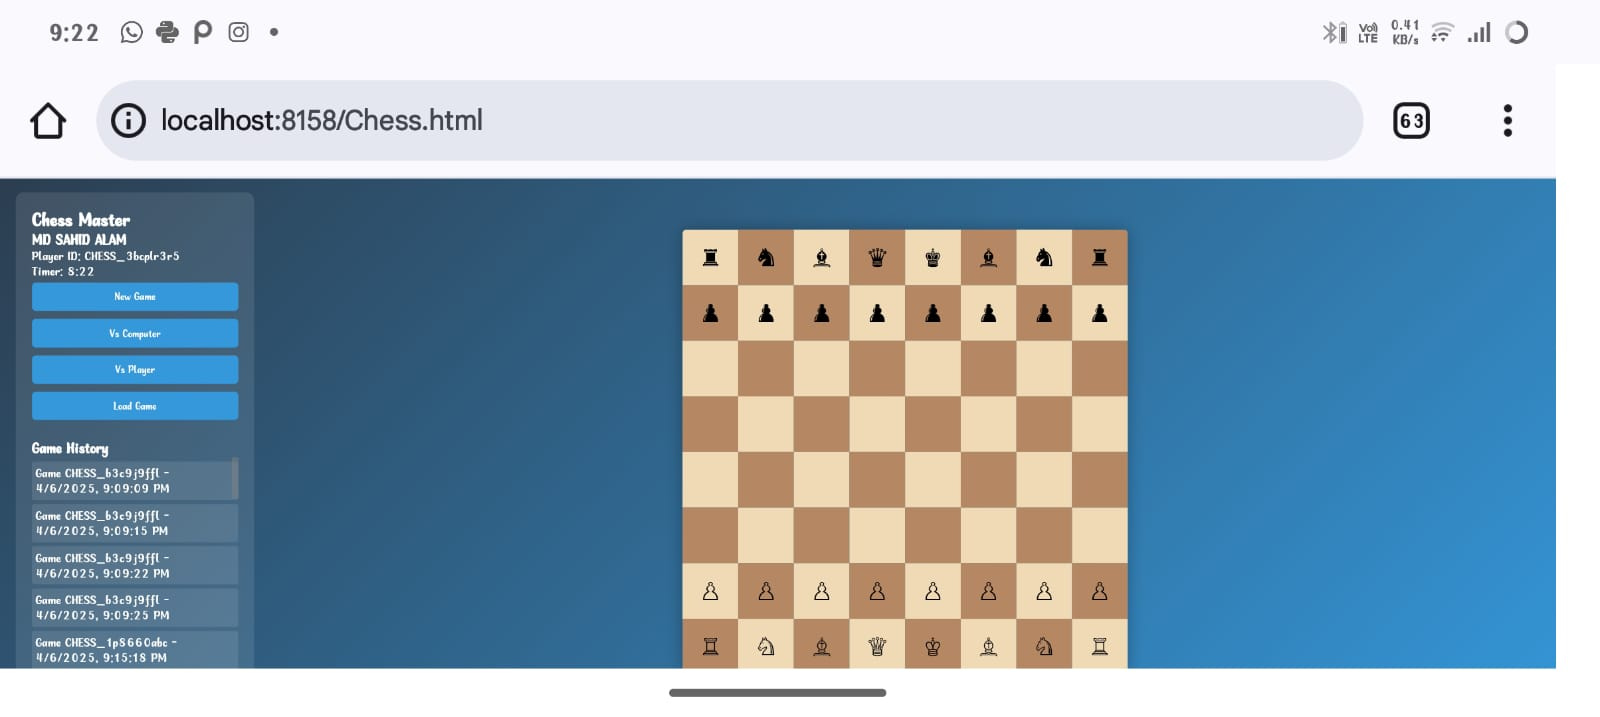 9:22
Vo) LTE
0.41 KB/s
localhost:8158/Chess.html
63
Chess Master
MD SAHID ALAM
Player ID: CHESS_3bcplr3r5
Timer: 8:22
New Game
Vs Computer
Vs Player
Load Game
Game History
Game CHESS_b3c9j9ffl -
4/6/2025, 9:09:09 PM
Game CHESS_b3c9j9ffl -
4/6/2025, 9:09:15 PM
Game CHESS_b3c9j9ffl -
4/6/2025, 9:09:22 PM
Game CHESS_b3c9j9ffl -
4/6/2025, 9:09:25 PM
Game CHESS_1p8660abc -
4/6/2025, 9:15:18 PM